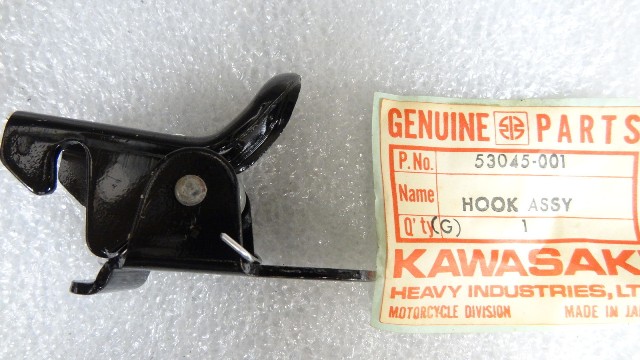 GENUINE PARTS
P.No. 53045-001
Name HOOK ASSY
Q'ty (G) 1
KAWASAKI
HEAVY INDUSTRIES, LT
MOTORCYCLE DIVISION MADE IN JA